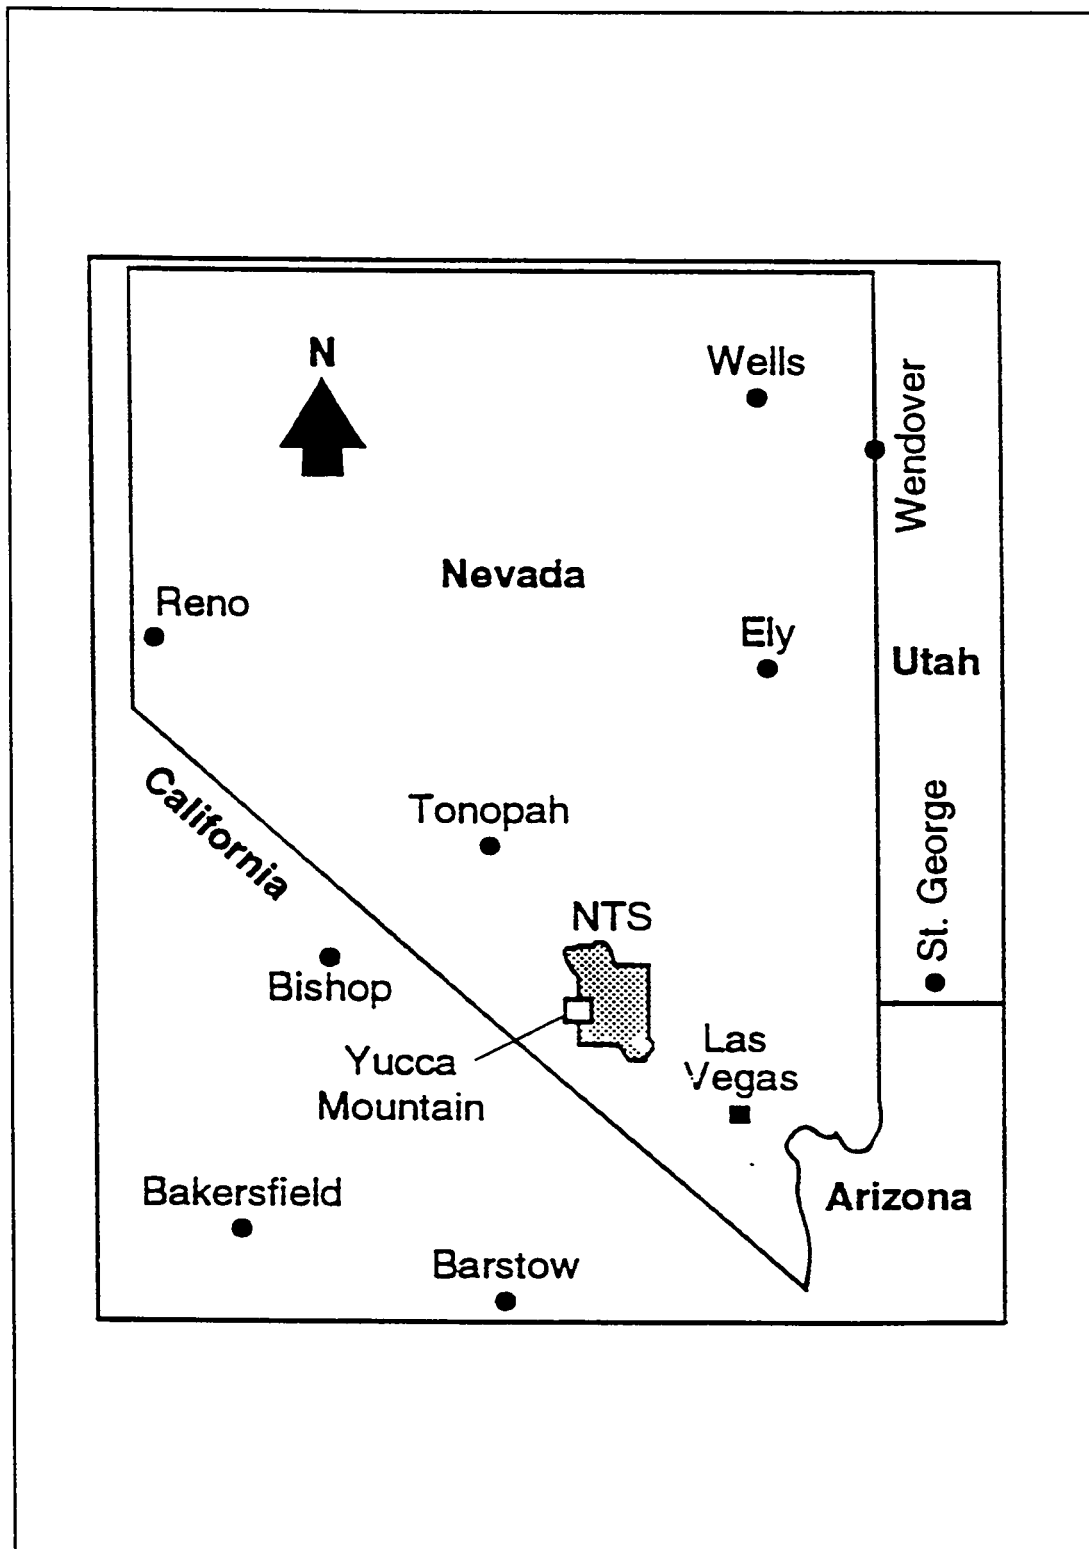 N
Wells
Wendover
Nevada
Reno
Ely
Utah
California
Tonopah
St. George
NTS
Bishop
Yucca
Mountain
Las
Vegas
Bakersfield
Arizona
Barstow